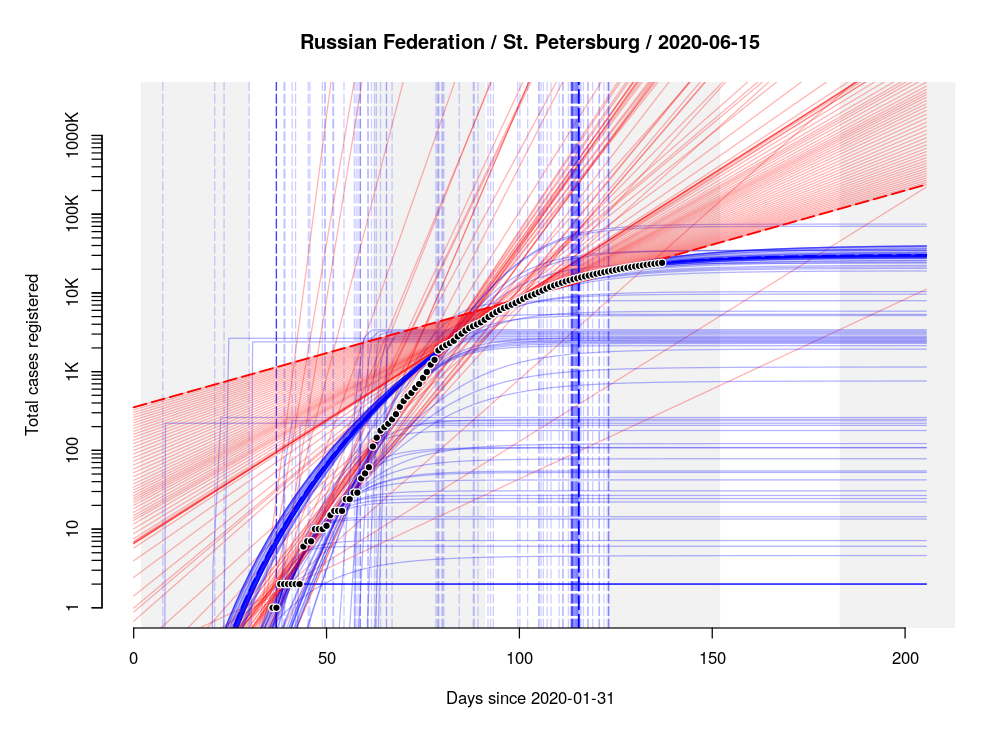 Russian Federation / St. Petersburg / 2020-06-15
Total cases registered
1000K
100K
10K
1K
100
10
1
0 50 100 150 200
Days since 2020-01-31